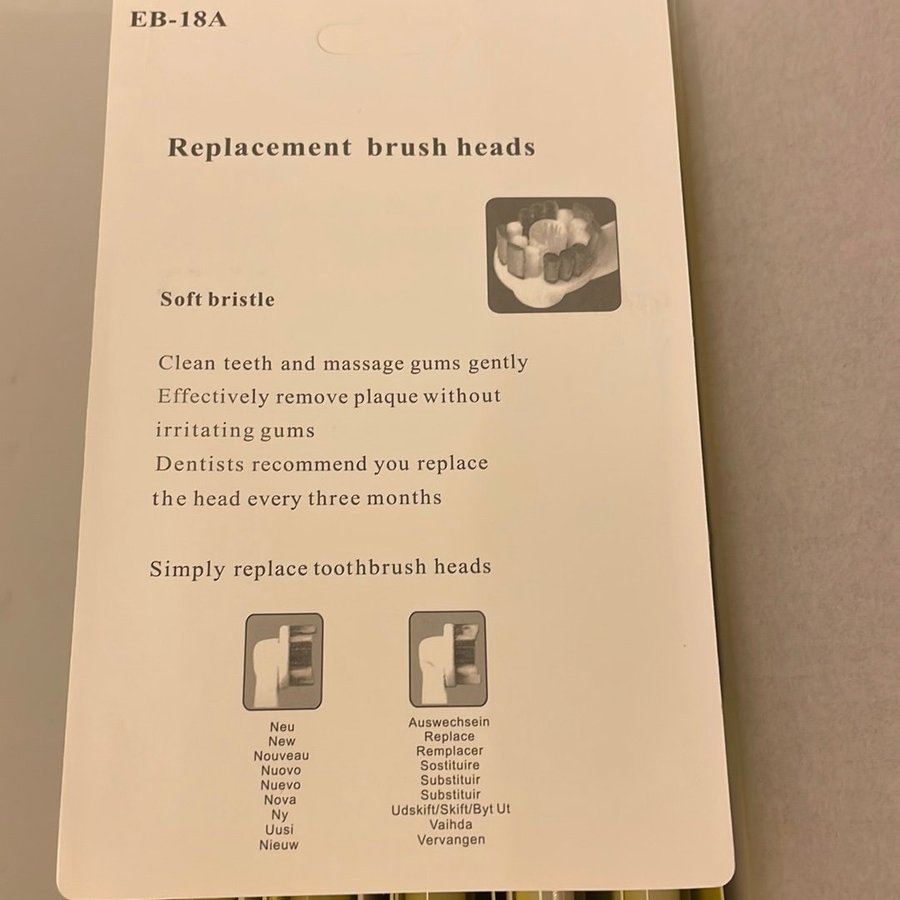 EB-18A
Replacement brush heads
Soft bristle
Clean teeth and massage gums gently
Effectively remove plaque without
irritating gums
Dentists recommend you replace
the head every three months
Simply replace toothbrush heads
Neu
New
Nouveau
Nuovo
Nuevo
Nova
Ny
Uusi
Nieuw
Auswechsein
Replace
Remplacer
Sostituire
Substituir
Substituir
Udskift/Skift/Byt Ut
Vaihda
Vervangen